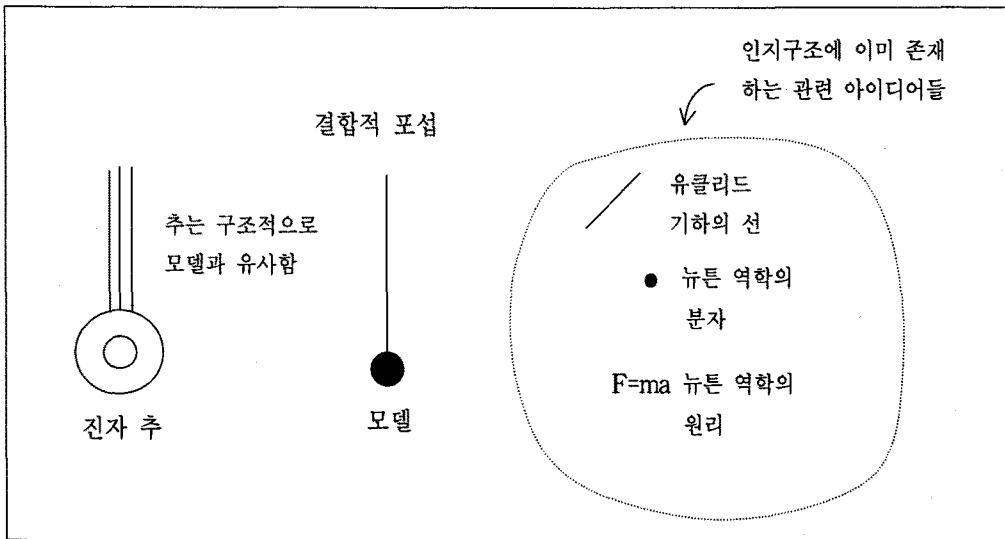 인지구조에 이미 존재
하는 관련 아이디어들
결합적 포섭
추는 구조적으로
모델과 유사함
유클리드
기하의 선
뉴튼 역학의
분자
F=ma 뉴튼 역학의
원리
진자 추
모델